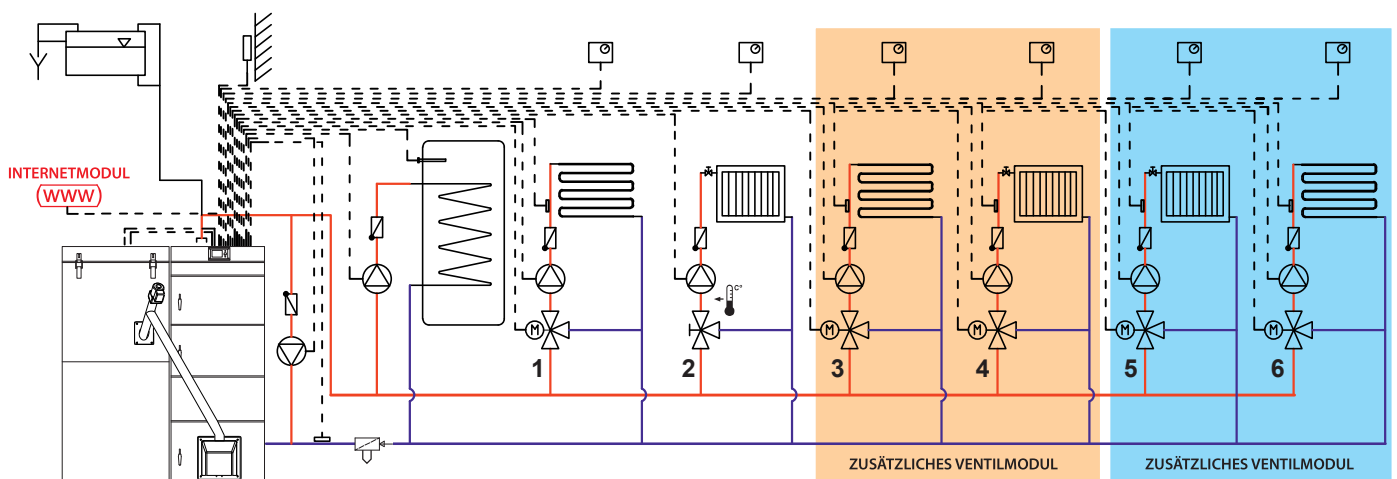 INTERNETMODUL
WWW
C°
M
M
M
M
M
1
2
3
4
5
6
ZUSÄTZLICHES VENTILMODUL
ZUSÄTZLICHES VENTILMODUL